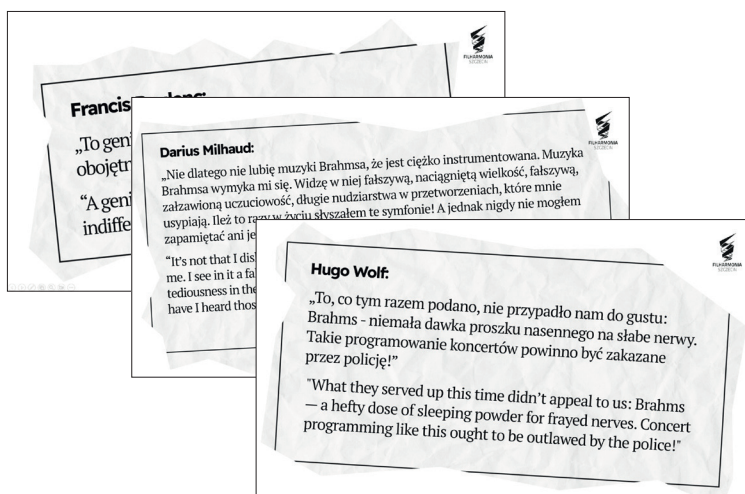 FILHARMONIA
SZCZECIN
Francis
„To geni
obojętn
“A geni
indiffe
FILHARMONIA
SZCZECIN
Darius Milhaud:
„Nie dlatego nie lubię muzyki Brahmsa, że jest ciężko instrumentowana. Muzyka
Brahmsa wymyka mi się. Widzę w niej fałszywą, naciągniętą wielkość, fałszywą,
załzawioną uczuciowość, długie nudziarstwa w przetworzeniach, które mnie
usypiają. Ileż to razy w życiu słyszałem te symfonie! A jednak nigdy nie mogłem
zapamiętać ani je
“It’s not that I dis
me. I see in it a fa
tediousness in the
have I heard thos
FILHARMONIA
SZCZECIN
Hugo Wolf:
„To, co tym razem podano, nie przypadło nam do gustu:
Brahms - niemała dawka proszku nasennego na słabe nerwy.
Takie programowanie koncertów powinno być zakazane
przez policję!”
"What they served up this time didn’t appeal to us: Brahms
— a hefty dose of sleeping powder for frayed nerves. Concert
programming like this ought to be outlawed by the police!"